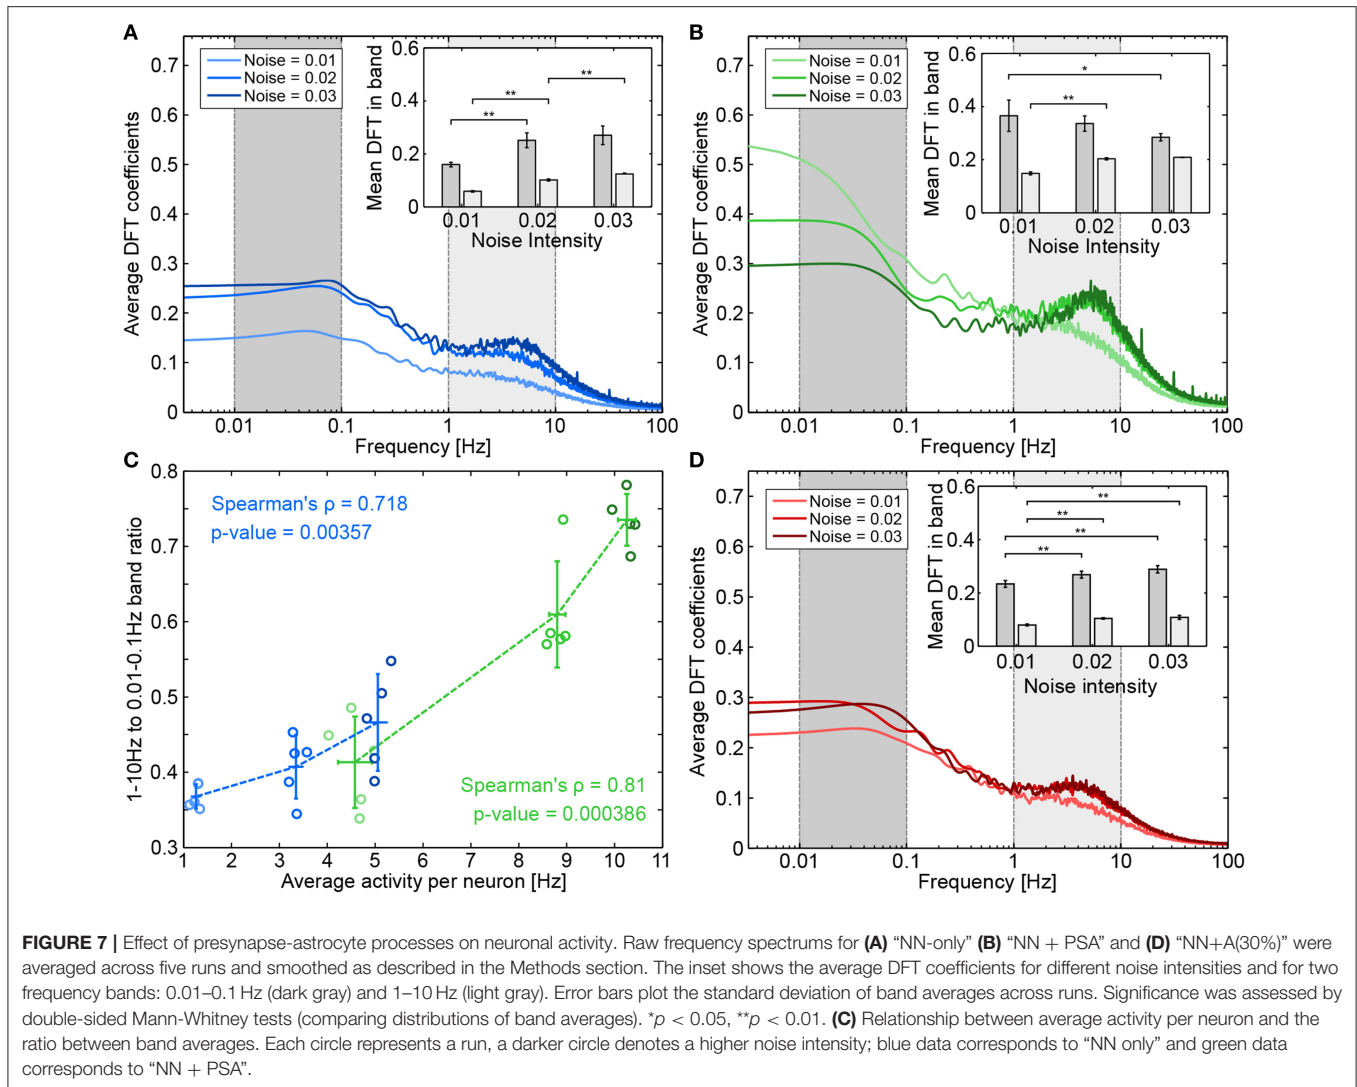 A
0.7
0.6
0.5
0.4
0.3
0.2
0.1
0
Average DFT coefficients
Noise = 0.01
Noise = 0.02
Noise = 0.03
0.6
0.4
0.2
0
Mean DFT in band
**
**
**
0.01 0.02 0.03
Noise Intensity
0.01 0.1 1 10 100
Frequency [Hz]
B
0.7
0.6
0.5
0.4
0.3
0.2
0.1
0
Average DFT coefficients
Noise = 0.01
Noise = 0.02
Noise = 0.03
0.6
0.4
0.2
0
Mean DFT in band
*
**
0.01 0.02 0.03
Noise Intensity
0.01 0.1 1 10 100
Frequency [Hz]
C
0.8
0.7
0.6
0.5
0.4
0.3
1-10Hz to 0.01-0.1Hz band ratio
Spearman's ρ = 0.718
p-value = 0.00357
Spearman's ρ = 0.81
p-value = 0.000386
1 2 3 4 5 6 7 8 9 10 11
Average activity per neuron [Hz]
D
0.7
0.6
0.5
0.4
0.3
0.2
0.1
0
Average DFT coefficients
Noise = 0.01
Noise = 0.02
Noise = 0.03
0.6
0.4
0.2
0
Mean DFT in band
**
**
**
**
0.01 0.02 0.03
Noise intensity
0.01 0.1 1 10 100
Frequency [Hz]
FIGURE 7 | Effect of presynapse-astrocyte processes on neuronal activity. Raw frequency spectrums for (A) “NN-only” (B) “NN + PSA” and (D) “NN+A(30%)” were
averaged across five runs and smoothed as described in the Methods section. The inset shows the average DFT coefficients for different noise intensities and for two
frequency bands: 0.01–0.1 Hz (dark gray) and 1–10 Hz (light gray). Error bars plot the standard deviation of band averages across runs. Significance was assessed by
double-sided Mann-Whitney tests (comparing distributions of band averages). *p < 0.05, **p < 0.01. (C) Relationship between average activity per neuron and the
ratio between band averages. Each circle represents a run, a darker circle denotes a higher noise intensity; blue data corresponds to “NN only” and green data
corresponds to “NN + PSA”.